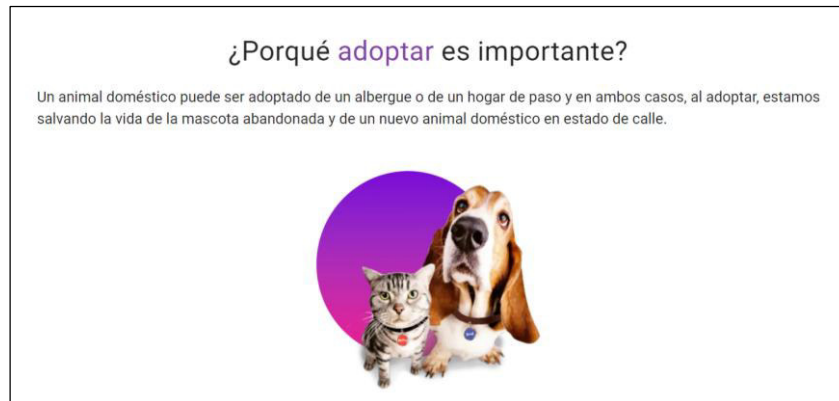 ¿Porqué adoptar es importante?
Un animal doméstico puede ser adoptado de un albergue o de un hogar de paso y en ambos casos, al adoptar, estamos
salvando la vida de la mascota abandonada y de un nuevo animal doméstico en estado de calle.